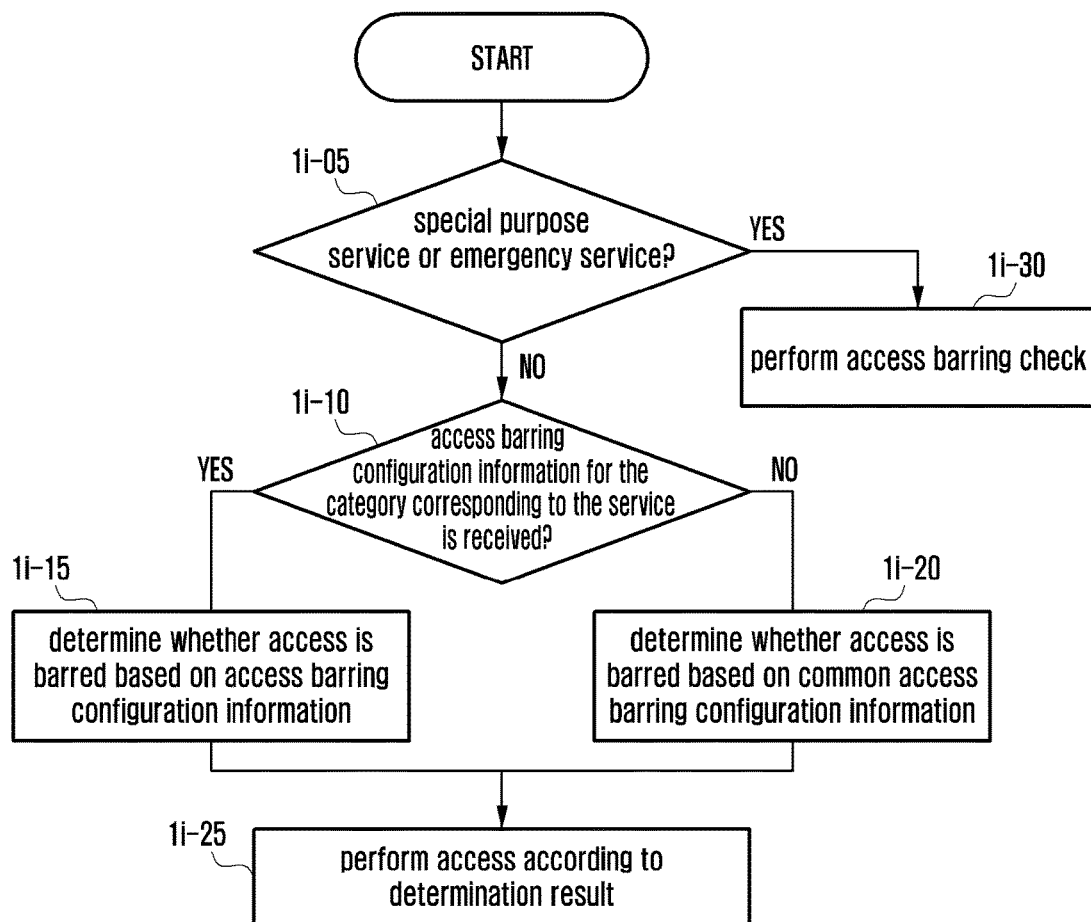 START
1i-05
special purpose
service or emergency service?
YES
1i-30
perform access barring check
NO
1i-10
access barring
configuration information for the
category corresponding to the service
is received?
YES
NO
1i-15
determine whether access is
barred based on access barring
configuration information
1i-20
determine whether access is
barred based on common access
barring configuration information
1i-25
perform access according to
determination result